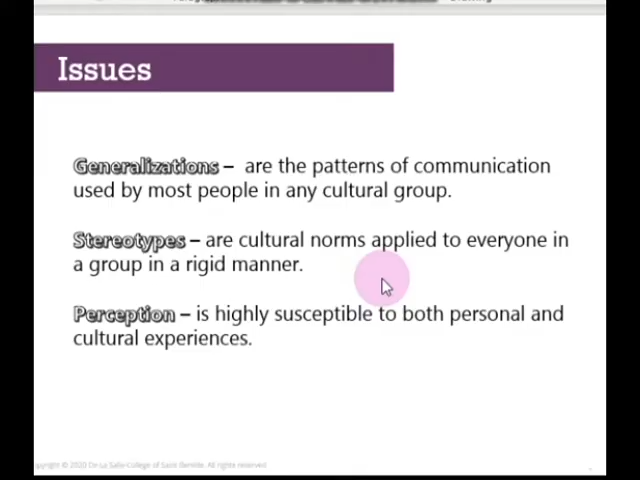 Issues
Generalizations – are the patterns of communication
used by most people in any cultural group.
Stereotypes – are cultural norms applied to everyone in
a group in a rigid manner.
Perception – is highly susceptible to both personal and
cultural experiences.
copyright © 2020 De La Salle-College of Saint Benilde. All rights reserved